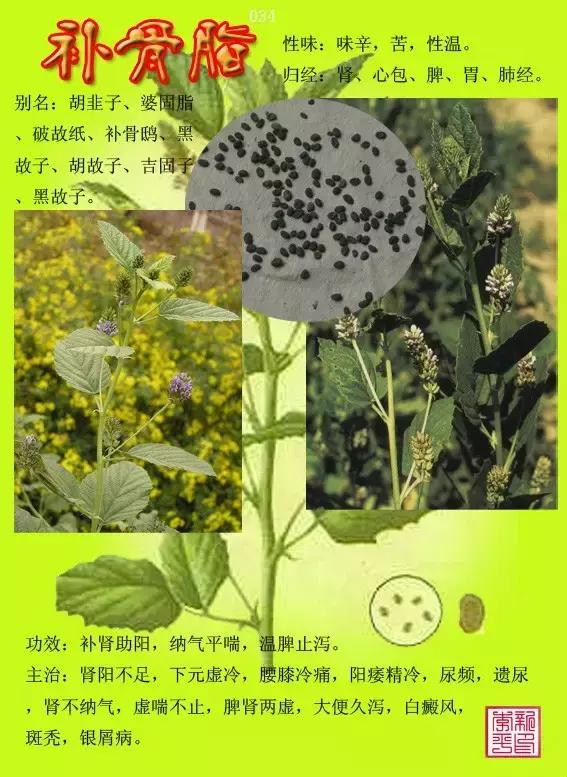 034
补骨脂
性味：味辛，苦，性温。
归经：肾、心包、脾、胃、肺经。
别名：胡韭子、婆固脂
、破故纸、补骨鸱、黑
故子、胡故子、吉固子
、黑故子。
功效：补肾助阳，纳气平喘，温脾止泻。
主治：肾阳不足，下元虚冷，腰膝冷痛，阳痿精冷，尿频，遗尿
，肾不纳气，虚喘不止，脾肾两虚，大便久泻，白癜风，
斑秃，银屑病。